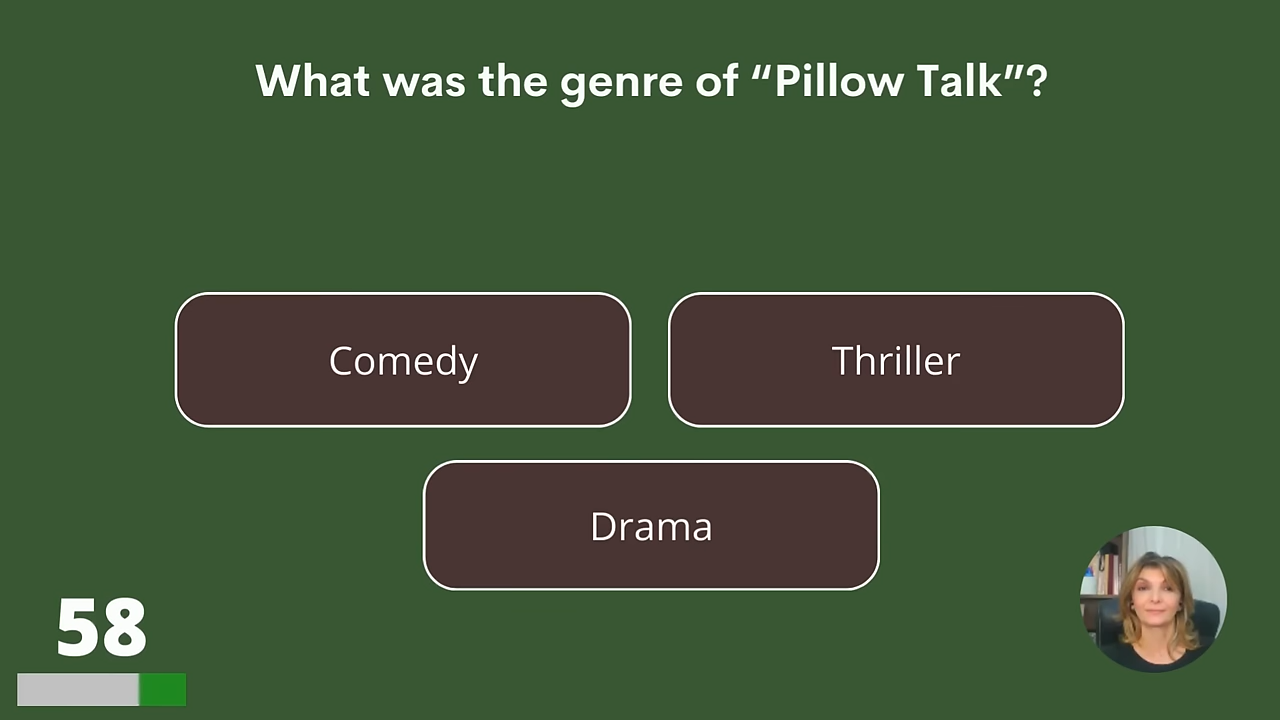 What was the genre of “Pillow Talk”?
Comedy
Thriller
Drama
58